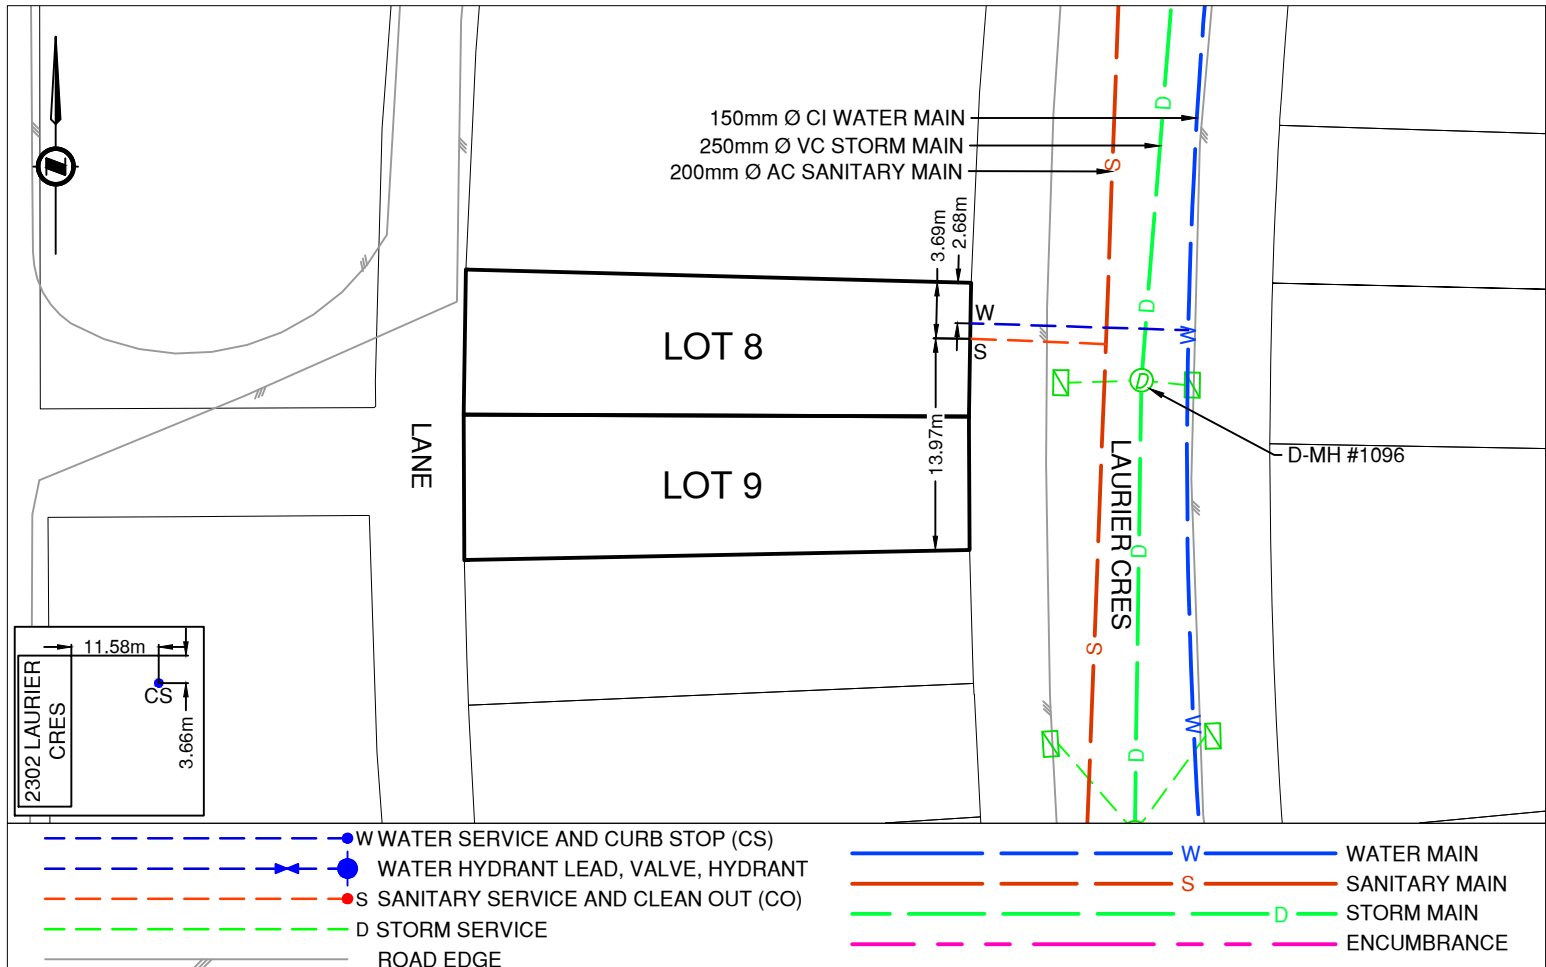 150mm Ø CI WATER MAIN
250mm Ø VC STORM MAIN
200mm Ø AC SANITARY MAIN
S
D
3.69m
2.68m
W
S
D
W
LOT 8
D
LANE
13.97m
LOT 9
D-MH #1096
LAURIER CRES
D
S
W
D
11.58m
2302 LAURIER
CRES
CS
3.66m
W WATER SERVICE AND CURB STOP (CS)
WATER HYDRANT LEAD, VALVE, HYDRANT
S SANITARY SERVICE AND CLEAN OUT (CO)
D STORM SERVICE
ROAD EDGE
W WATER MAIN
S SANITARY MAIN
D STORM MAIN
ENCUMBRANCE